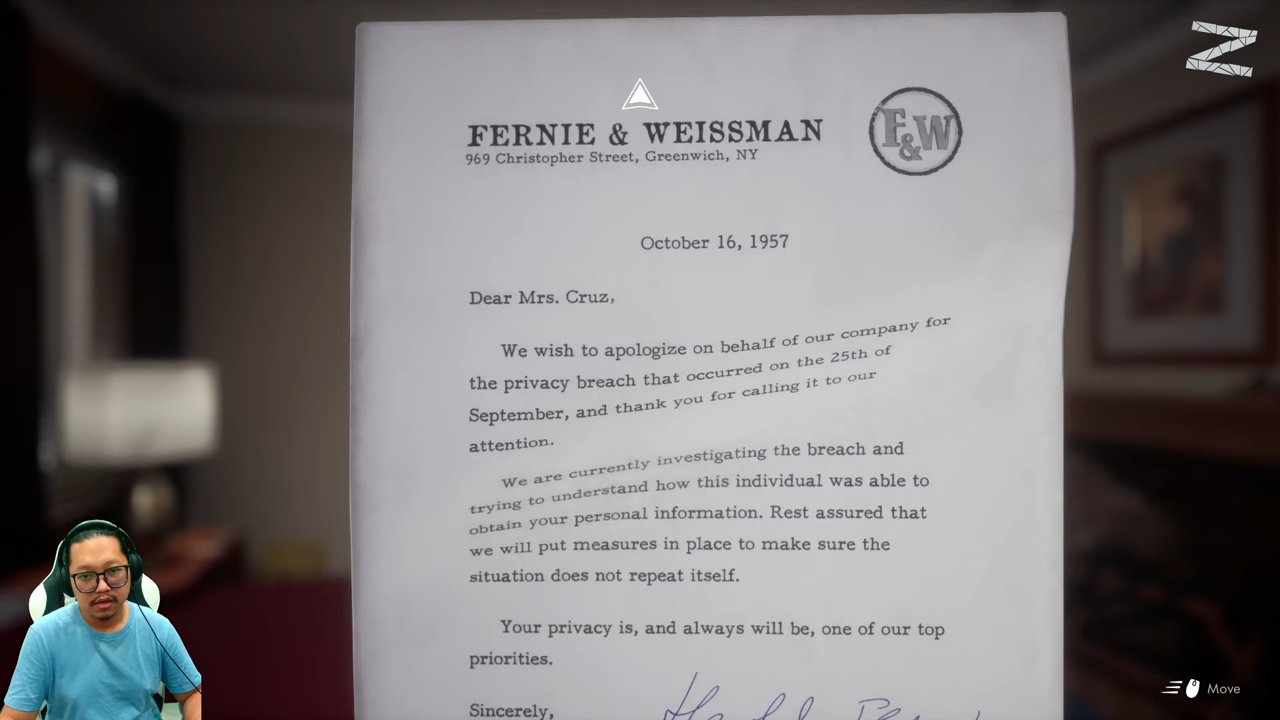 FERNIE & WEISSMAN
F&W
969 Christopher Street, Greenwich, NY
October 16, 1957
Dear Mrs. Cruz,
We wish to apologize on behalf of our company for
the privacy breach that occurred on the 25th of
September, and thank you for calling it to our
attention.
We are currently investigating the breach and
trying to understand how this individual was able to
obtain your personal information. Rest assured that
we will put measures in place to make sure the
situation does not repeat itself.
Your privacy is, and always will be, one of our top
priorities.
Sincerely,
Z
Move